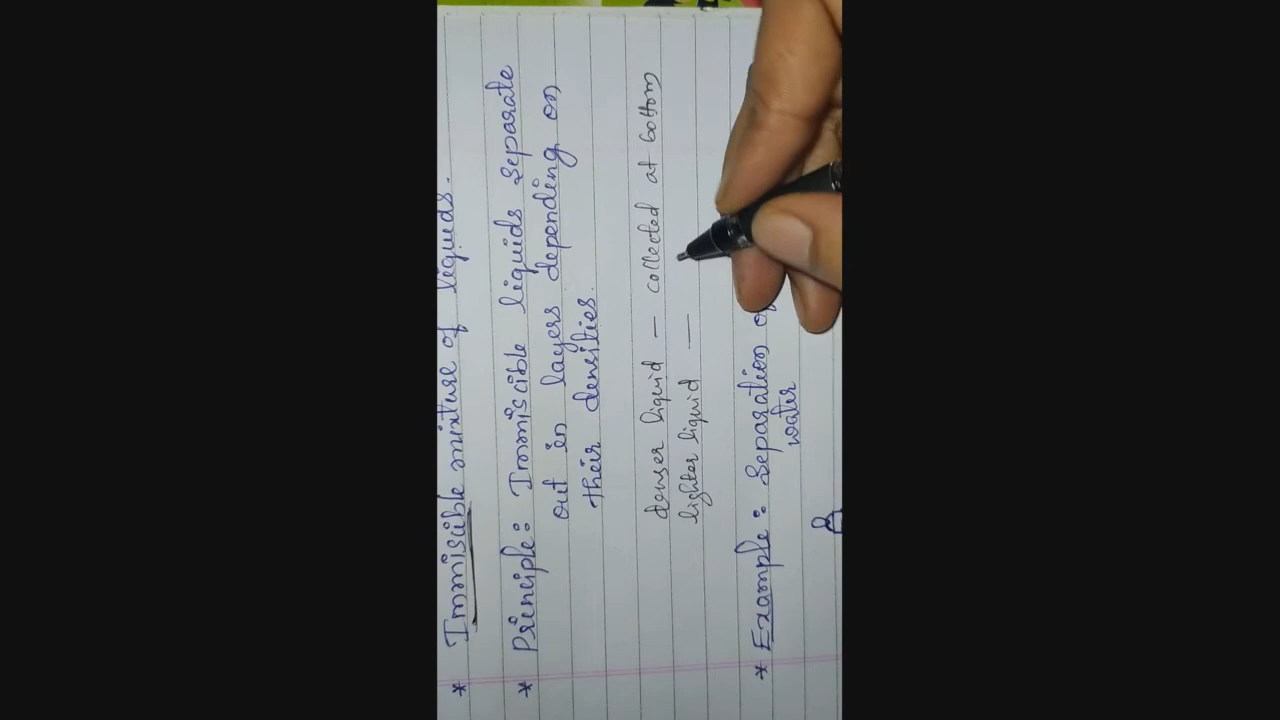 * Immiscible mixture of liquids.
* Principle: Immiscible liquids separate
out in layers depending on
their densities.
denser liquid — collected at bottom
lighter liquid —
* Example: Separation of
water